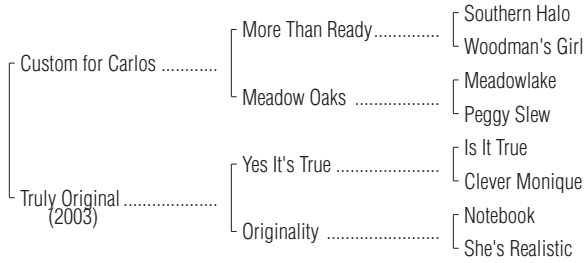 Southern Halo
More Than Ready..................
Woodman's Girl
Custom for Carlos ............
Meadowlake
Meadow Oaks ..................
Peggy Slew
Is It True
Yes It's True ......................
Clever Monique
Truly Original ....................
(2003)
Notebook
Originality ........................
She's Realistic